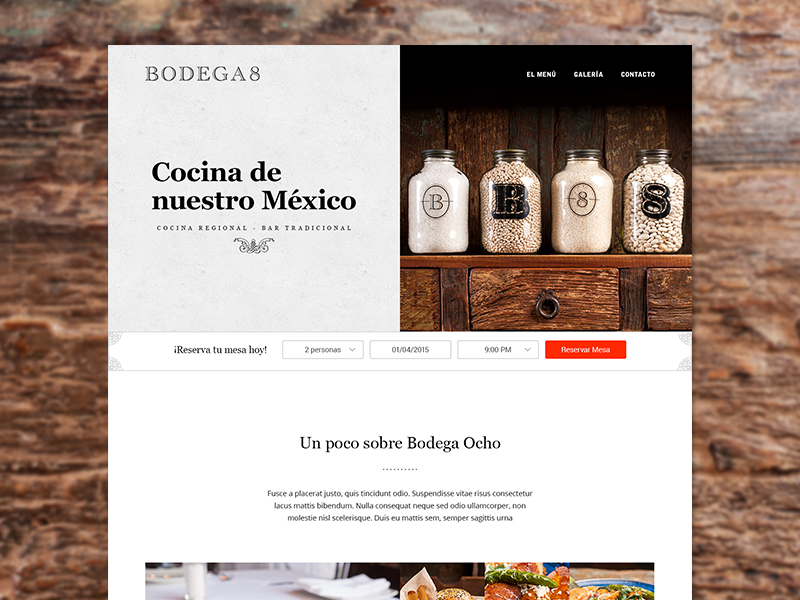 BODEGA8
EL MENÚ GALERÍA CONTACTO
Cocina de
nuestro México
COCINA REGIONAL - BAR TRADICIONAL
B
B
8
8
¡Reserva tu mesa hoy!
2 personas
01/04/2015
9:00 PM
Reservar Mesa
Un poco sobre Bodega Ocho
Fusce a placerat justo, quis tincidunt odio. Suspendisse vitae risus consectetur
lacus mattis bibendum. Nulla consequat neque sed odio ullamcorper, non
molestie nisl scelerisque. Duis eu mattis sem, semper sagittis urna